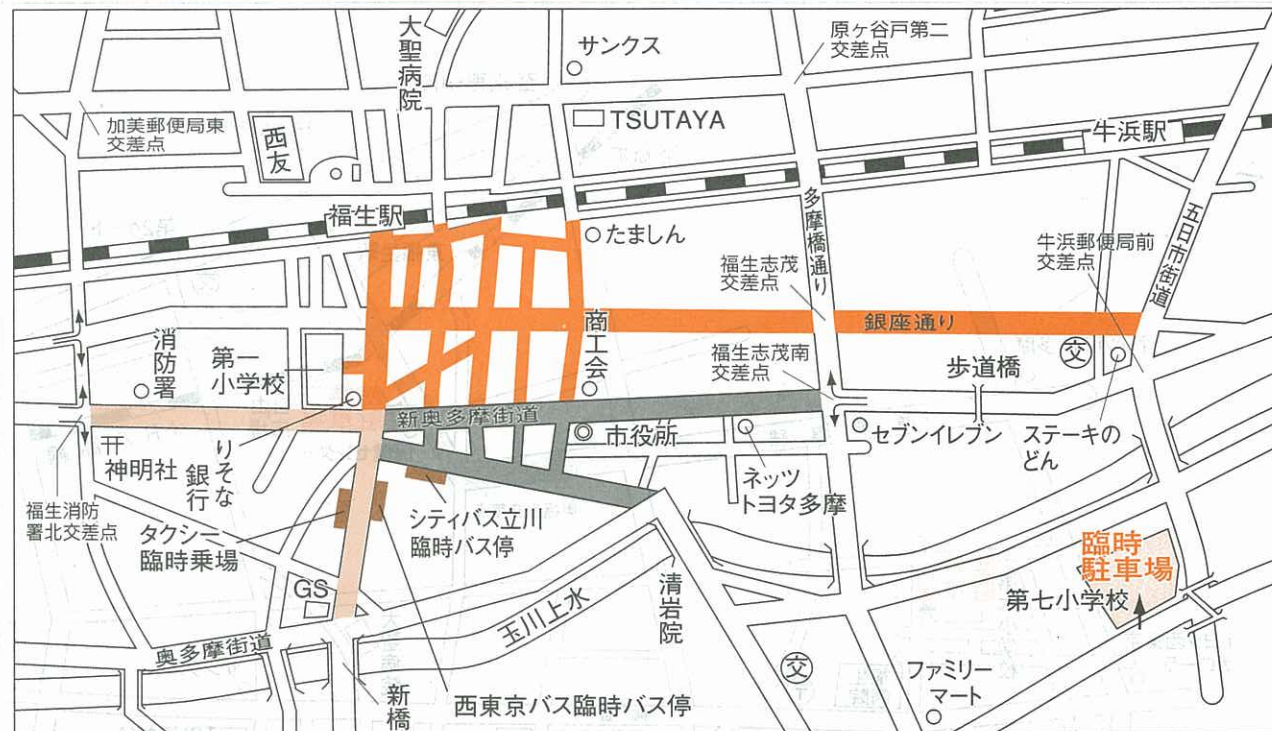 大聖病院
サンクス
原ヶ谷戸第二
交差点
加美郵便局東
交差点
西友
TSUTAYA
牛浜駅
福生駅
たましん
多摩橋通り
五日市街道
牛浜郵便局前
交差点
福生志茂
交差点
銀座通り
消防署
第一
小学校
商工会
福生志茂南
交差点
交
歩道橋
新奥多摩街道
市役所
セブンイレブン
ステーキの
どん
神明社
りそな
銀行
ネッツ
トヨタ多摩
福生消防
署北交差点
タクシー
臨時乗場
シティバス立川
臨時バス停
臨時
駐車場
第七小学校
GS
玉川上水
清岩院
奥多摩街道
交
ファミリー
マート
新橋
西東京バス臨時バス停